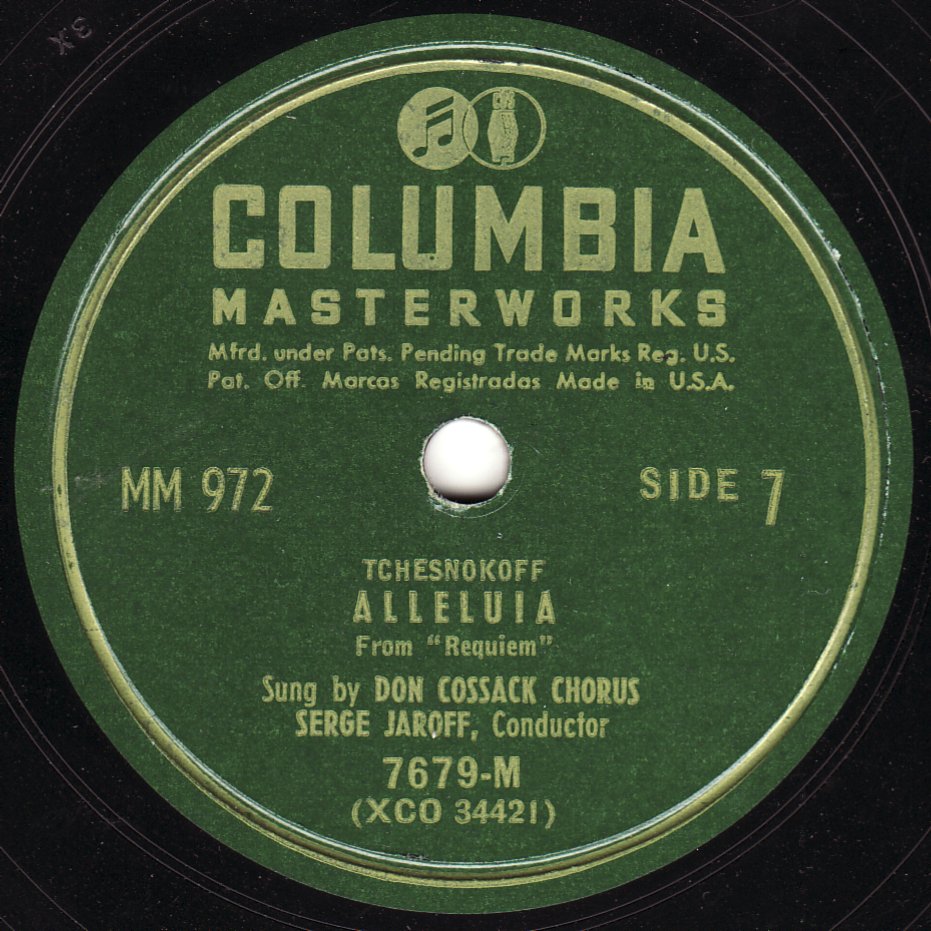 COLUMBIA
MASTERWORKS
Mfrd. under Pats. Pending Trade Marks Reg. U.S.
Pat. Off. Marcas Registradas Made in U.S.A.
MM 972
SIDE 7
TCHESNOKOFF
ALLELUIA
From "Requiem"
Sung by DON COSSACK CHORUS
SERGE JAROFF, Conductor
7679-M
(XCO 34421)